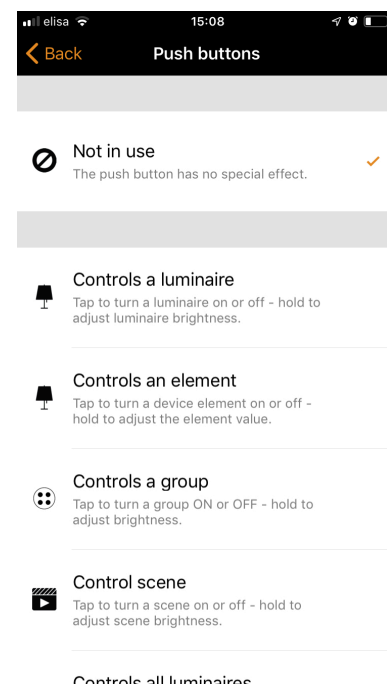 elisa 15:08
Back Push buttons
Not in use
The push button has no special effect.
Controls a luminaire
Tap to turn a luminaire on or off - hold to
adjust luminaire brightness.
Controls an element
Tap to turn a device element on or off -
hold to adjust the element value.
Controls a group
Tap to turn a group ON or OFF - hold to
adjust brightness.
Control scene
Tap to turn a scene on or off - hold to
adjust scene brightness.
Controls all luminaires